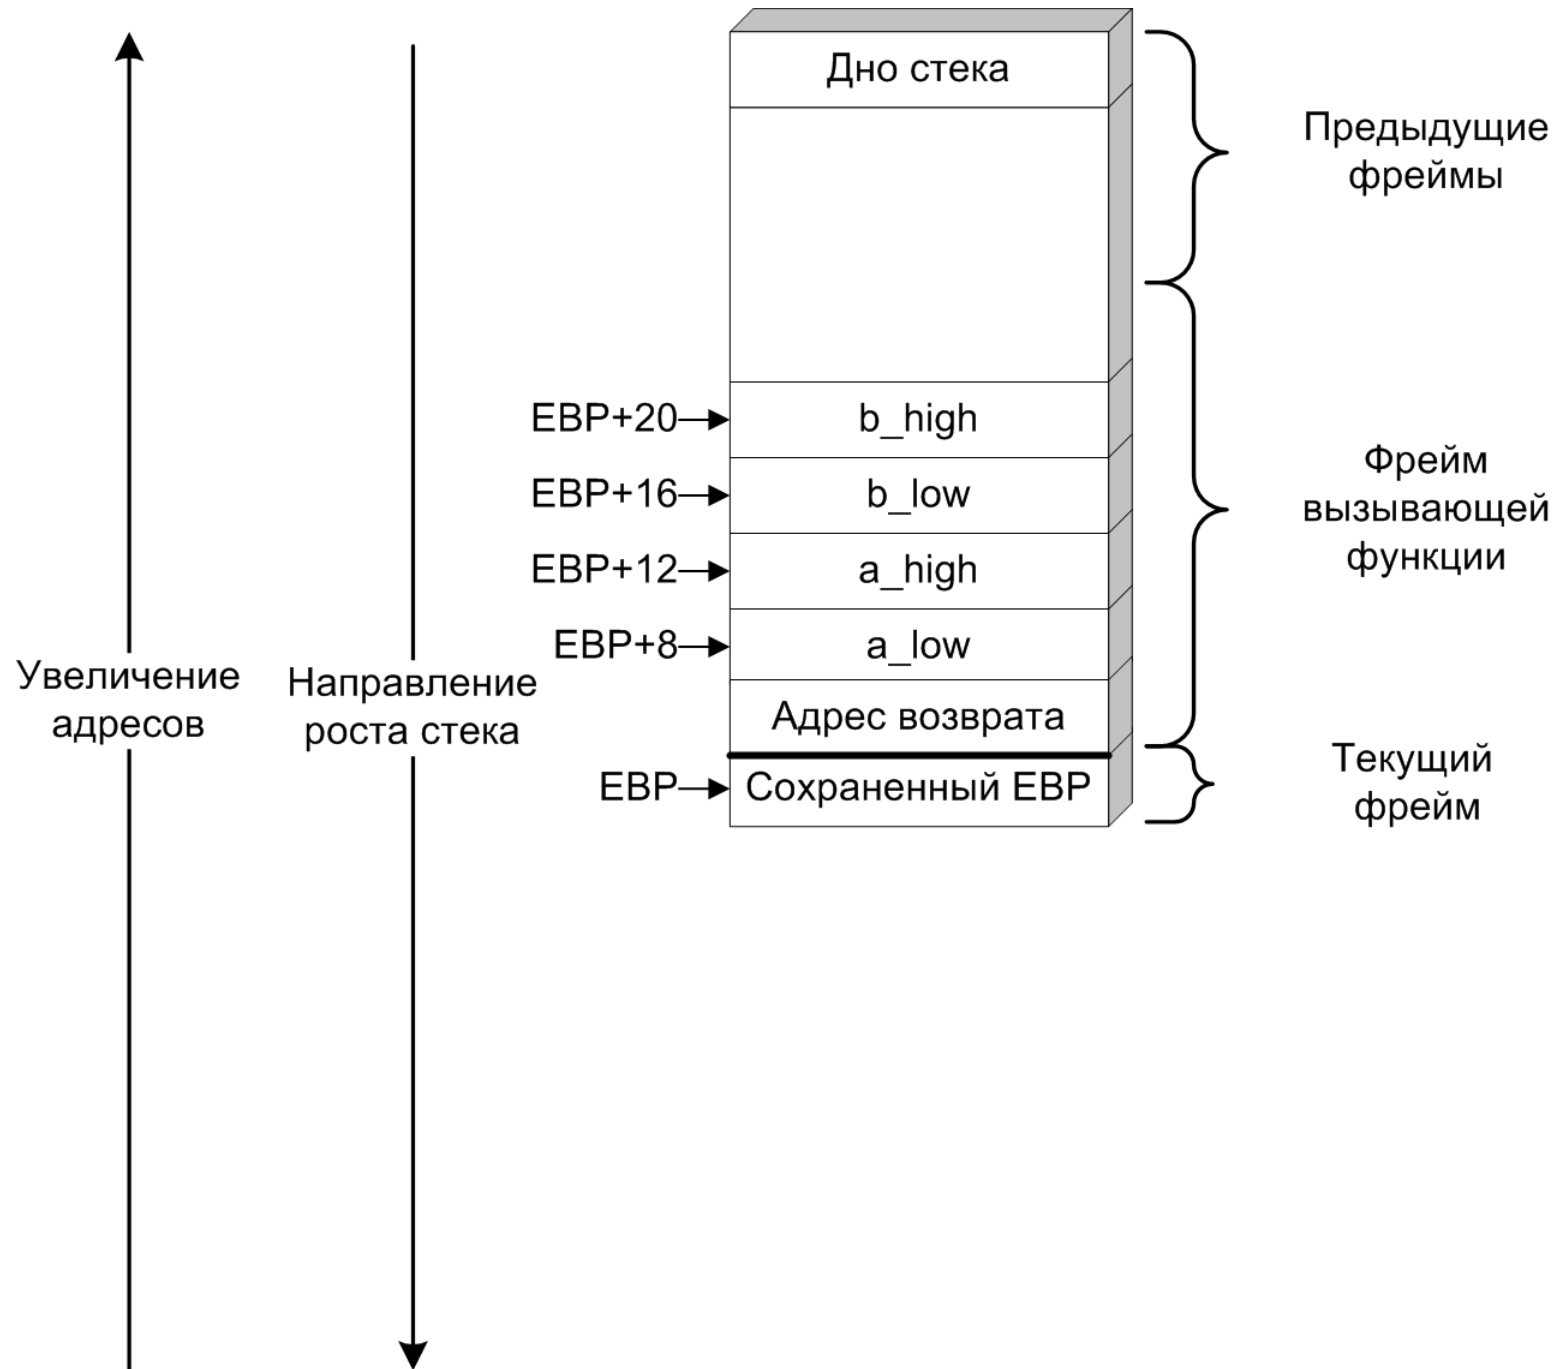 Дно стека
Предыдущие
фреймы
EBP+20
b_high
EBP+16
b_low
Фрейм
вызывающей
функции
EBP+12
a_high
EBP+8
a_low
Увеличение
адресов
Направление
роста стека
Адрес возврата
EBP
Сохраненный EBP
Текущий
фрейм